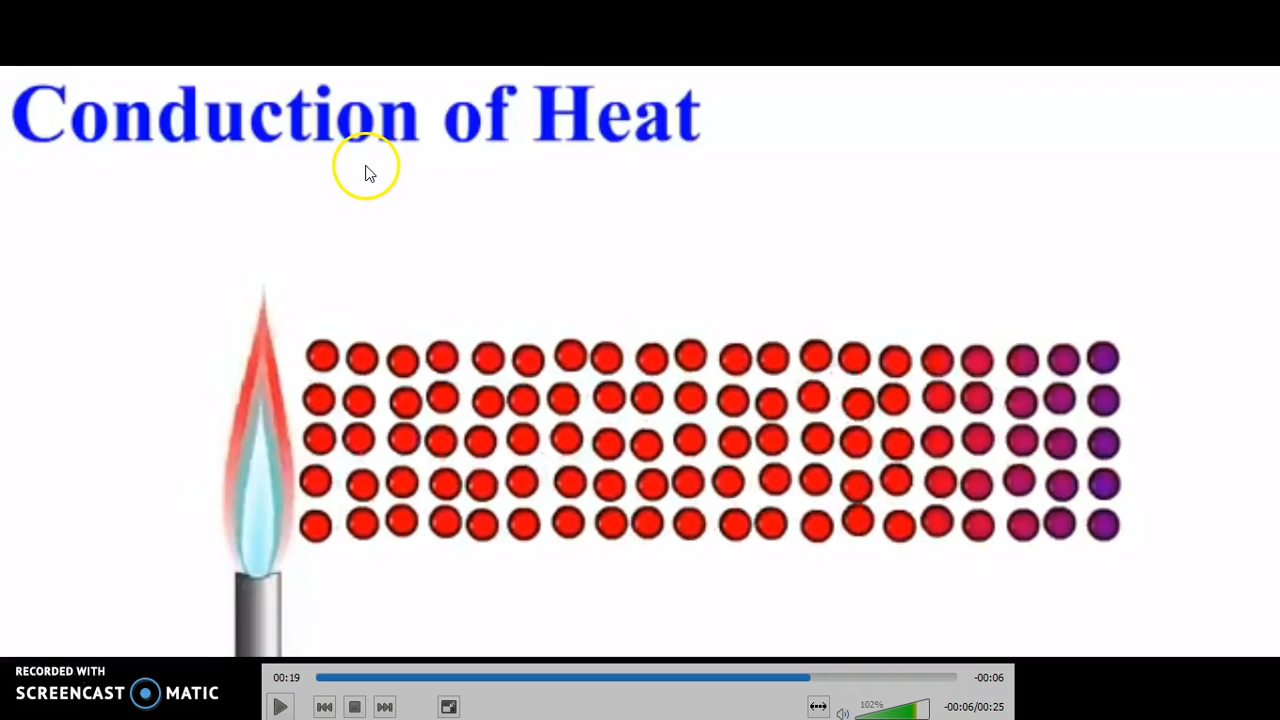 Conduction of Heat
RECORDED WITH
SCREENCAST MATIC
00:19
-00:06
102%
-00:06/00:25